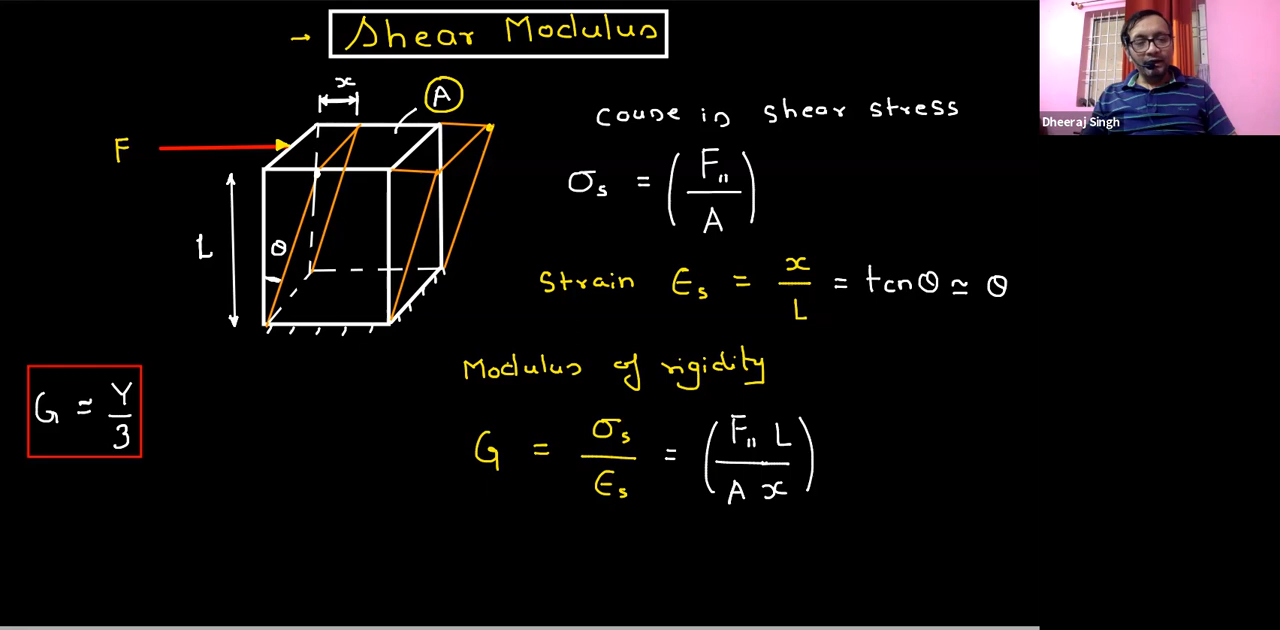 → Shear Modulus
x
A
F
L
θ
G ≈ Y/3
Cause in shear stress
σs = (F॥/A)
Strain ϵs = x/L = tanθ ≃ θ
Modulus of rigidity
G = σs/ϵs = (F॥ L/A x)
Dheeraj Singh